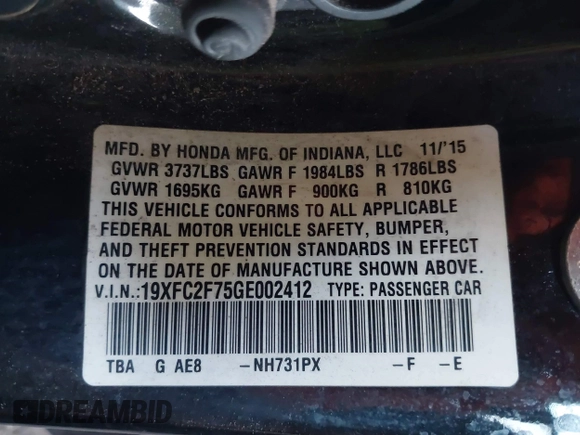 MFD. BY HONDA MFG. OF INDIANA, LLC 11/'15
GVWR 3737LBS GAWR F 1984LBS R 1786LBS
GVWR 1695KG GAWR F 900KG R 810KG
THIS VEHICLE CONFORMS TO ALL APPLICABLE
FEDERAL MOTOR VEHICLE SAFETY, BUMPER,
AND THEFT PREVENTION STANDARDS IN EFFECT
ON THE DATE OF MANUFACTURE SHOWN ABOVE.
V.I.N.:19XFC2F75GE002412 TYPE: PASSENGER CAR
TBA G AE8 -NH731PX -F -E
DREAMBID